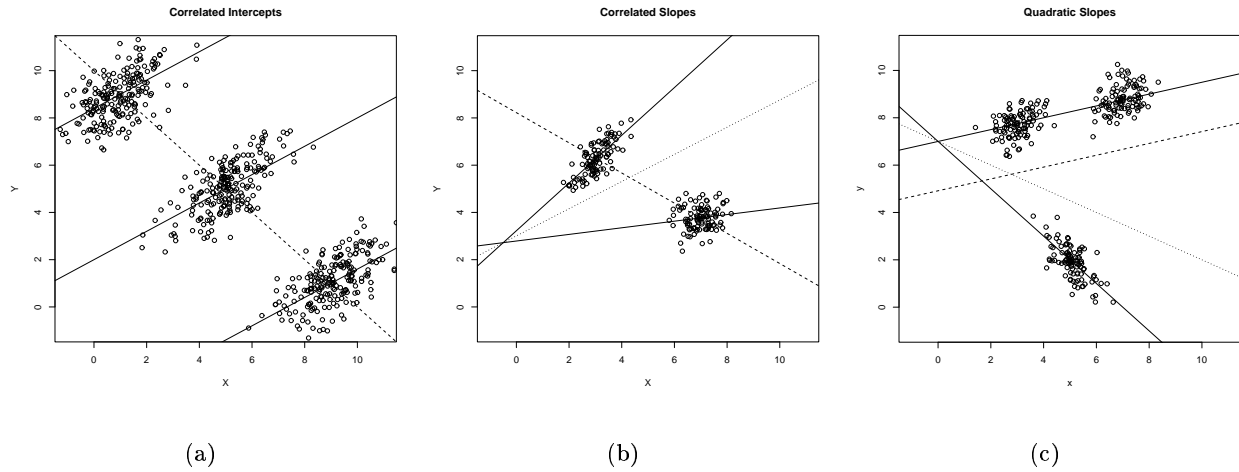 Correlated Intercepts
Y
0 2 4 6 8 10
0 2 4 6 8 10
X
(a)
Correlated Slopes
Y
0 2 4 6 8 10
0 2 4 6 8 10
X
(b)
Quadratic Slopes
y
0 2 4 6 8 10
0 2 4 6 8 10
x
(c)